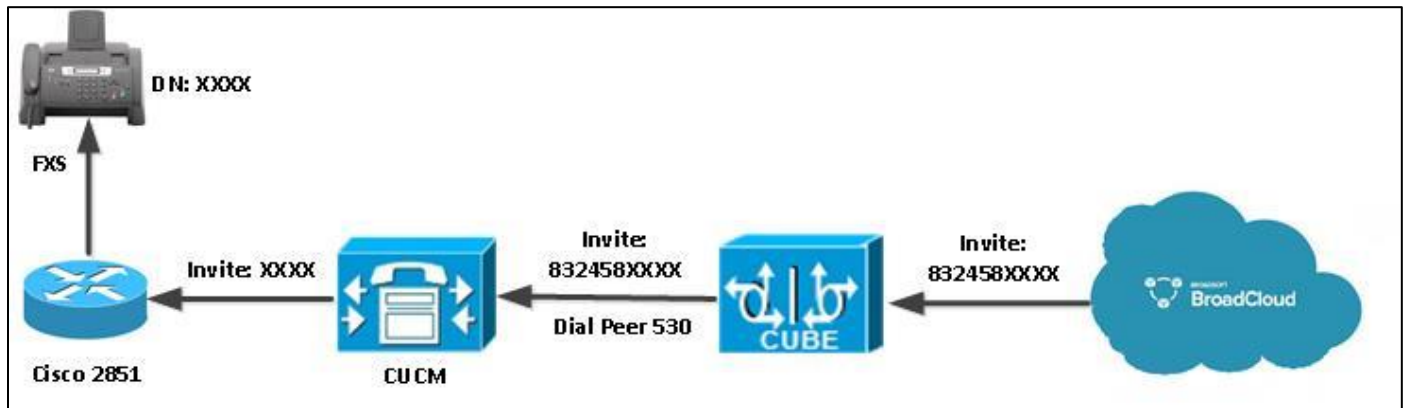 DN: XXXX
FXS
Invite: XXXX
Invite:
832458XXXX
Invite:
832458XXXX
Dial Peer 530
CUBE
BroadCloud
Cisco 2851
CUCM